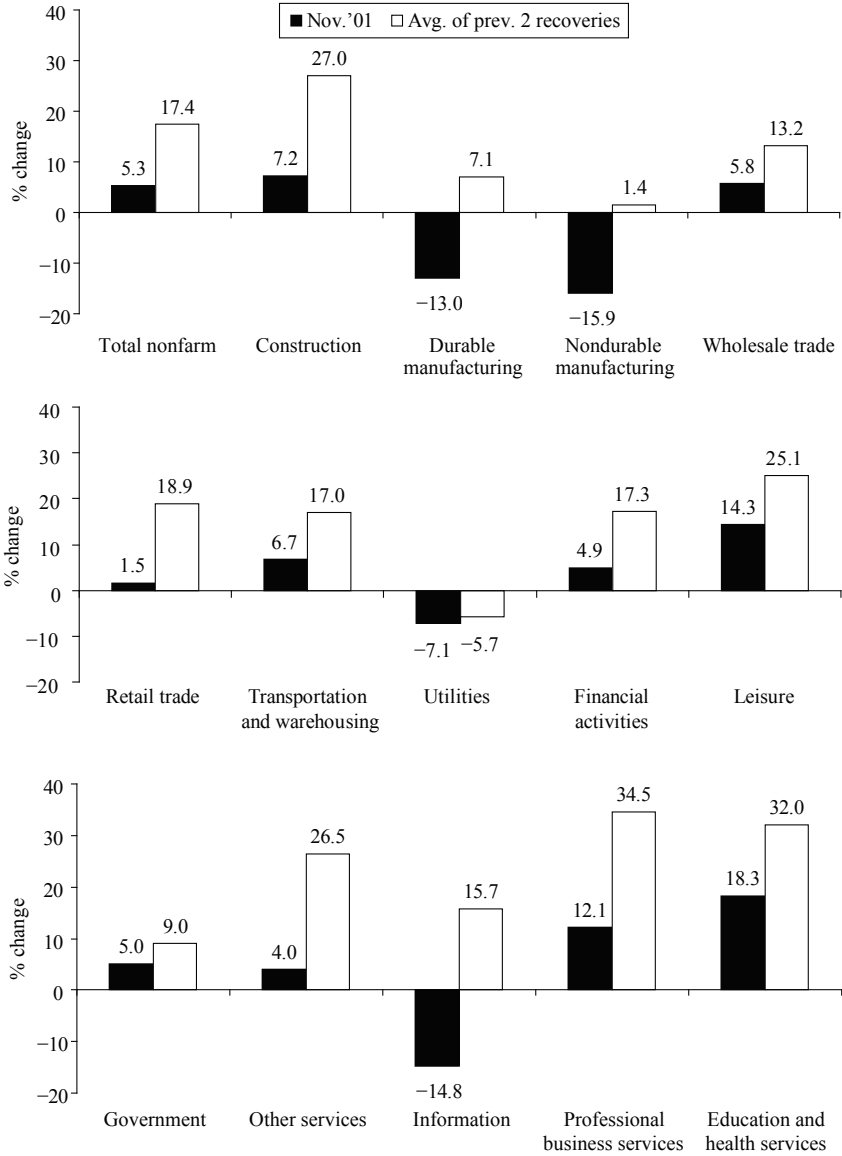 Nov.'01 Avg. of prev. 2 recoveries
% change
40
30
20
10
0
−10
−20
5.3
17.4
7.2
27.0
−13.0
7.1
−15.9
1.4
5.8
13.2
Total nonfarm
Construction
Durable
manufacturing
Nondurable
manufacturing
Wholesale trade
% change
40
30
20
10
0
−10
−20
1.5
18.9
6.7
17.0
−7.1
−5.7
4.9
17.3
14.3
25.1
Retail trade
Transportation
and warehousing
Utilities
Financial
activities
Leisure
% change
40
30
20
10
0
−10
−20
5.0
9.0
4.0
26.5
−14.8
15.7
12.1
34.5
18.3
32.0
Government
Other services
Information
Professional
business services
Education and
health services